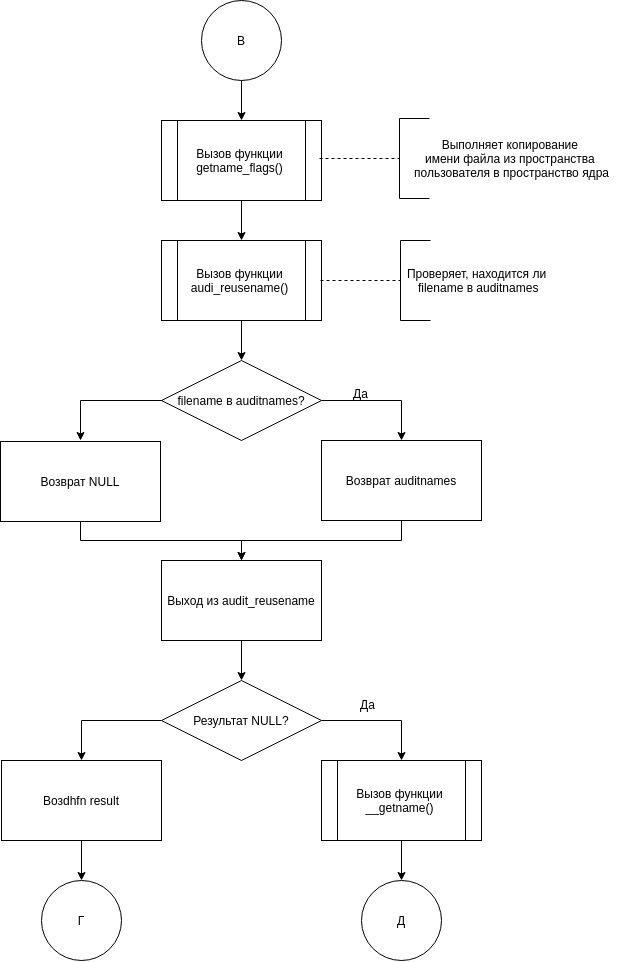 В
Вызов функции
getname_flags()
Выполняет копирование
имени файла из пространства
пользователя в пространство ядра
Вызов функции
audi_reusename()
Проверяет, находится ли
filename в auditnames
filename в auditnames?
Да
Возврат NULL
Возврат auditnames
Выход из audit_reusename
Результат NULL?
Да
Возdhfn result
Вызов функции
__getname()
Г
Д